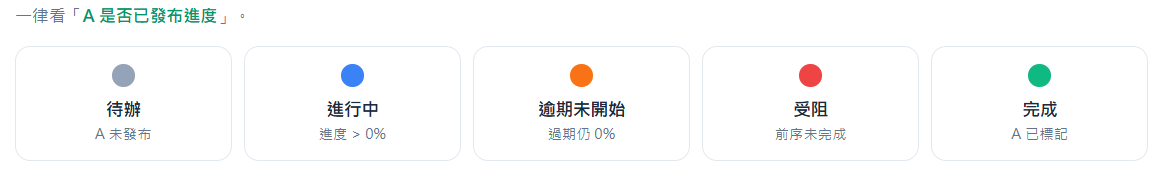 一律看「A 是否已發布進度」。
待辦
A 未發布
進行中
進度 > 0%
逾期未開始
過期仍 0%
受阻
前序未完成
完成
A 已標記